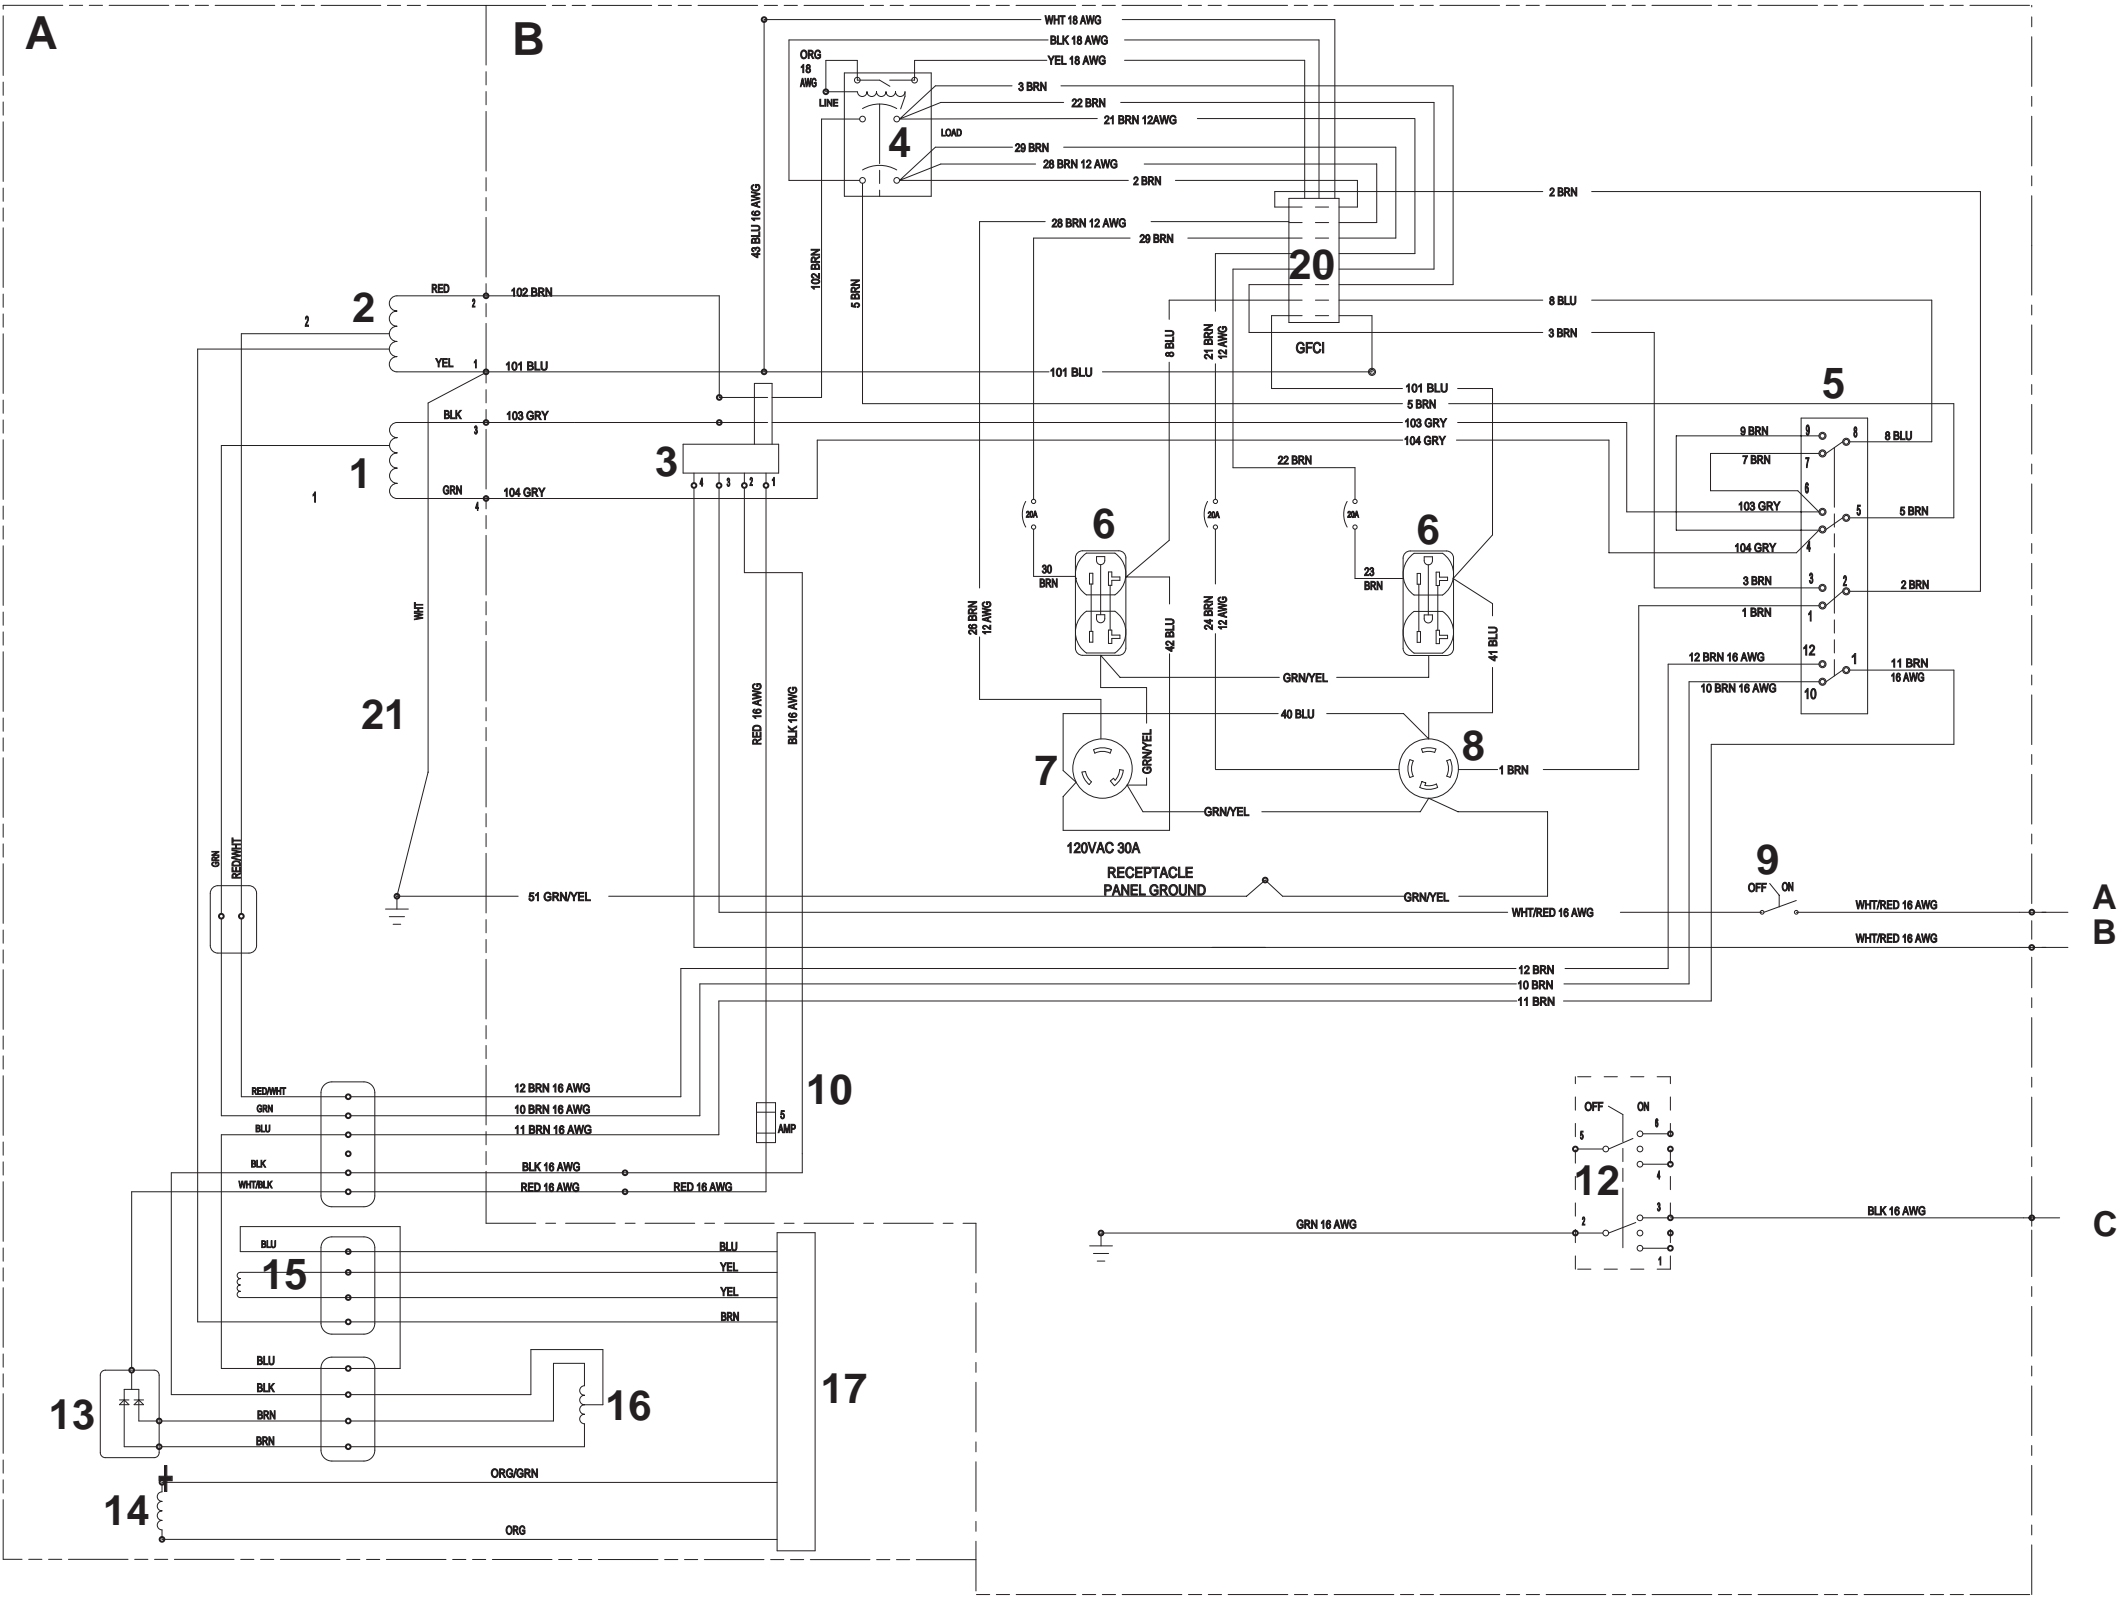 A
B
WHT 18 AWG
BLK 18 AWG
YEL 18 AWG
ORG
18
AWG
LINE
3 BRN
22 BRN
21 BRN 12AWG
LOAD
4
29 BRN
28 BRN 12 AWG
2 BRN
2 BRN
28 BRN 12 AWG
29 BRN
43 BLU 16 AWG
102 BRN
5 BRN
20
GFCI
RED
2
102 BRN
2
2
8 BLU
3 BRN
8 BLU
21 BRN
12 AWG
YEL
1
101 BLU
101 BLU
101 BLU
5 BRN
5
BLK
3
103 GRY
103 GRY
104 GRY
1
1
GRN
4
104 GRY
3
4
3
2
1
22 BRN
9 BRN
9
8
8 BLU
7 BRN
7
6
103 GRY
5
5 BRN
104 GRY
4
3 BRN
3
2
2 BRN
1 BRN
1
12 BRN 16 AWG
12
1
11 BRN
16 AWG
10 BRN 16 AWG
10
20A
20A
20A
6
6
30
BRN
23
BRN
26 BRN
12 AWG
24 BRN
12 AWG
42 BLU
41 BLU
WHT
21
RED 16 AWG
BLK 16 AWG
GRN/YEL
40 BLU
GRN/YEL
7
8
1 BRN
GRN/YEL
120VAC 30A
RECEPTACLE
PANEL GROUND
51 GRN/YEL
GRN/YEL
9
OFF
ON
WHT/RED 16 AWG
WHT/RED 16 AWG
A
WHT/RED 16 AWG
B
GRN
RED/WHT
12 BRN
10 BRN
11 BRN
RED/WHT
12 BRN 16 AWG
GRN
10 BRN 16 AWG
BLU
11 BRN 16 AWG
10
5
AMP
BLK
BLK 16 AWG
WHT/BLK
RED 16 AWG
RED 16 AWG
OFF
ON
6
5
4
12
3
2
1
GRN 16 AWG
BLK 16 AWG
C
BLU
BLU
15
YEL
YEL
BRN
BLU
BLK
BRN
BRN
13
16
17
14
ORG/GRN
ORG